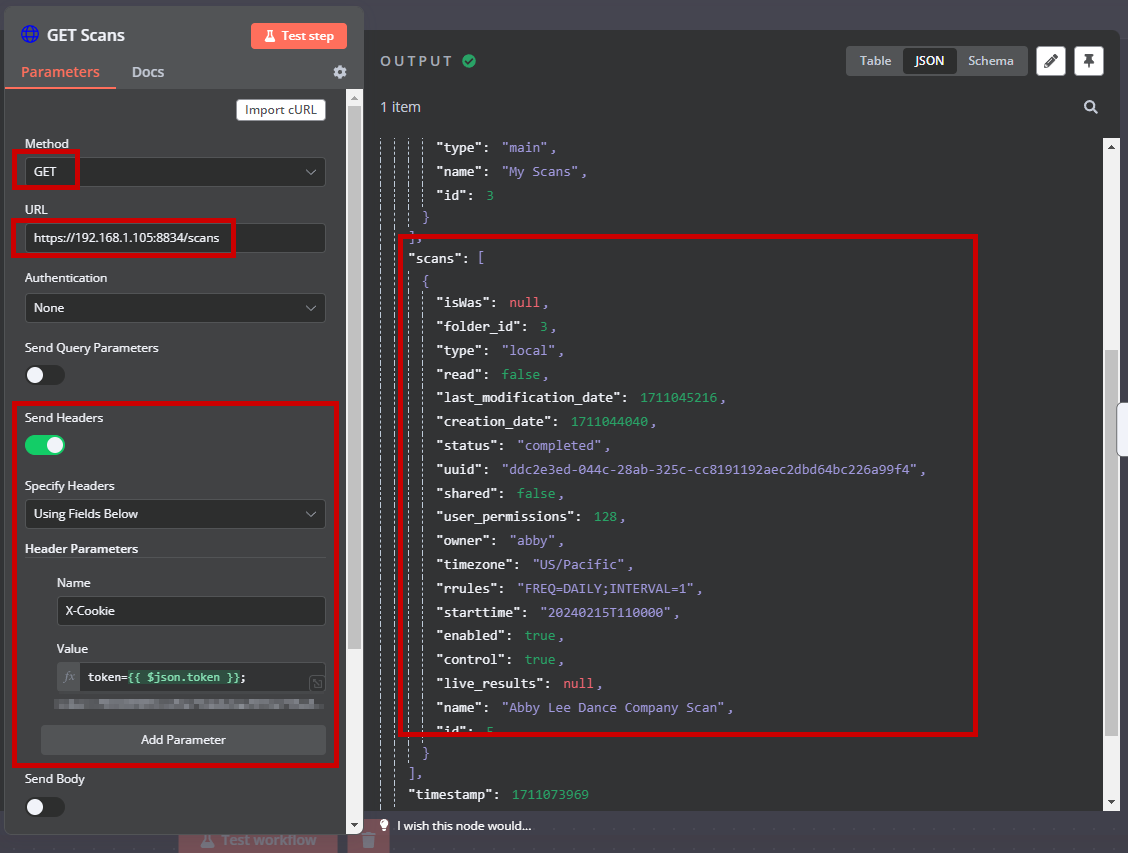 GET Scans
Test step
Parameters
Docs
Import cURL
Method
GET
URL
https://192.168.1.105:8834/scans
Authentication
None
Send Query Parameters
Send Headers
Specify Headers
Using Fields Below
Header Parameters
Name
X-Cookie
Value
fx token={{ $json.token }};
Add Parameter
Send Body
Test workflow
OUTPUT
Table JSON Schema
1 item
"type": "main",
"name": "My Scans",
"id": 3
}
],
"scans": [
{
"isWas": null,
"folder_id": 3,
"type": "local",
"read": false,
"last_modification_date": 1711045216,
"creation_date": 1711044040,
"status": "completed",
"uuid": "ddc2e3ed-044c-28ab-325c-cc8191192aec2dbd64bc226a99f4",
"shared": false,
"user_permissions": 128,
"owner": "abby",
"timezone": "US/Pacific",
"rrules": "FREQ=DAILY;INTERVAL=1",
"starttime": "20240215T110000",
"enabled": true,
"control": true,
"live_results": null,
"name": "Abby Lee Dance Company Scan",
"id": 5
}
],
"timestamp": 1711073969
I wish this node would...